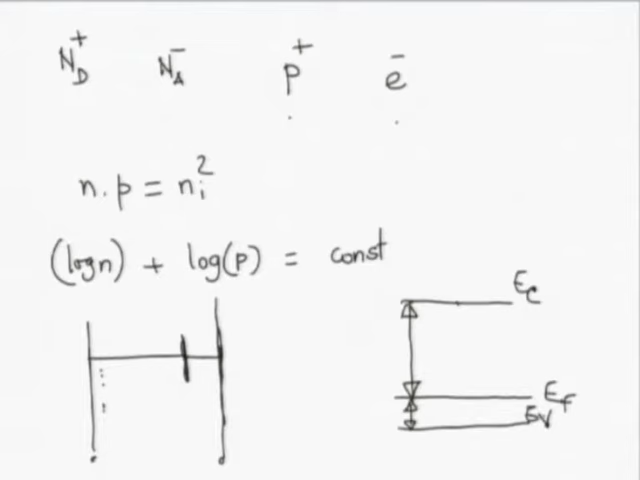 N_D^+ N_A^- p^+ e^-
n.p = n_i^2
(log n) + log(p) = const
E_c
E_f
E_v